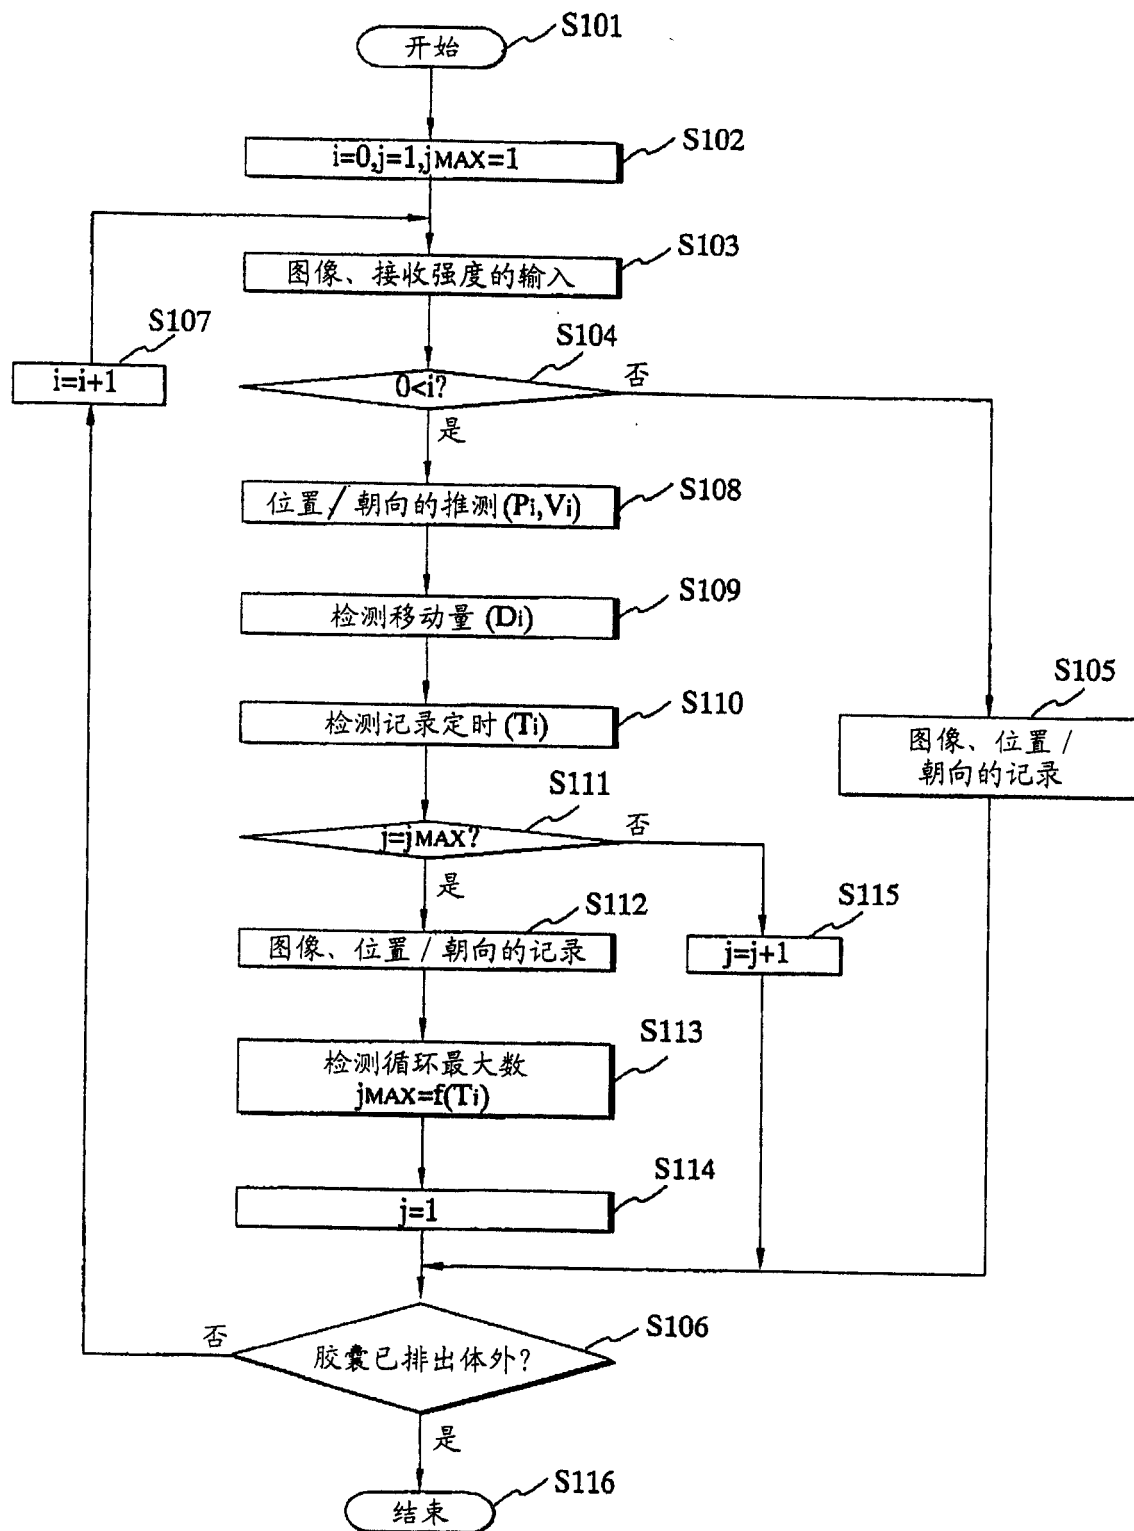 开始
S101
i=0,j=1,jMAX=1
S102
图像、接收强度的输入
S103
S107
i=i+1
S104
0<i?
否
是
位置/朝向的推测(Pi,Vi)
S108
检测移动量 (Di)
S109
检测记录定时 (Ti)
S110
S105
图像、位置/
朝向的记录
S111
j=jMAX?
否
是
S112
图像、位置/朝向的记录
S115
j=j+1
S113
检测循环最大数
jMAX=f(Ti)
S114
j=1
S106
否
胶囊已排出体外?
是
S116
结束